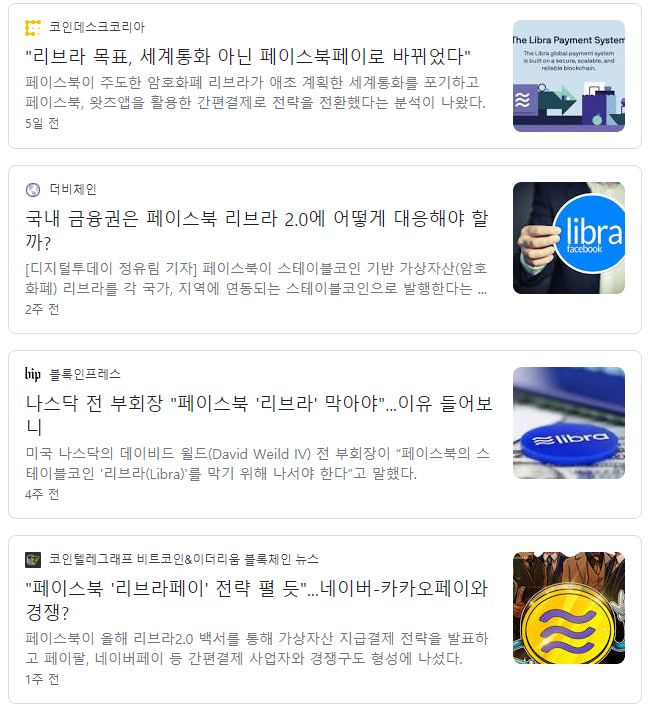 코인데스크코리아
"리브라 목표, 세계통화 아닌 페이스북페이로 바뀌었다"
페이스북이 주도한 암호화폐 리브라가 애초 계획한 세계통화를 포기하고
페이스북, 왓츠앱을 활용한 간편결제로 전략을 전환했다는 분석이 나왔다.
5일 전
The Libra Payment System
The Libra global payment system
is built on a secure, scalable, and
reliable blockchain.
더비체인
국내 금융권은 페이스북 리브라 2.0에 어떻게 대응해야 할
까?
[디지털투데이 정유림 기자] 페이스북이 스테이블코인 기반 가상자산(암호
화폐) 리브라를 각 국가, 지역에 연동되는 스테이블코인으로 발행한다는 ...
2주 전
libra
facebook
bip 블록인프레스
나스닥 전 부회장 "페이스북 '리브라' 막아야"...이유 들어보
니
미국 나스닥의 데이비드 윌드(David Weild IV) 전 부회장이 “페이스북의 스
테이블코인 '리브라(Libra)'를 막기 위해 나서야 한다”고 말했다.
4주 전
libra
코인텔레그래프 비트코인&이더리움 블록체인 뉴스
"페이스북 '리브라페이' 전략 펼 듯"...네이버-카카오페이와
경쟁?
페이스북이 올해 리브라2.0 백서를 통해 가상자산 지급결제 전략을 발표하
고 페이팔, 네이버페이 등 간편결제 사업자와 경쟁구도 형성에 나섰다.
1주 전